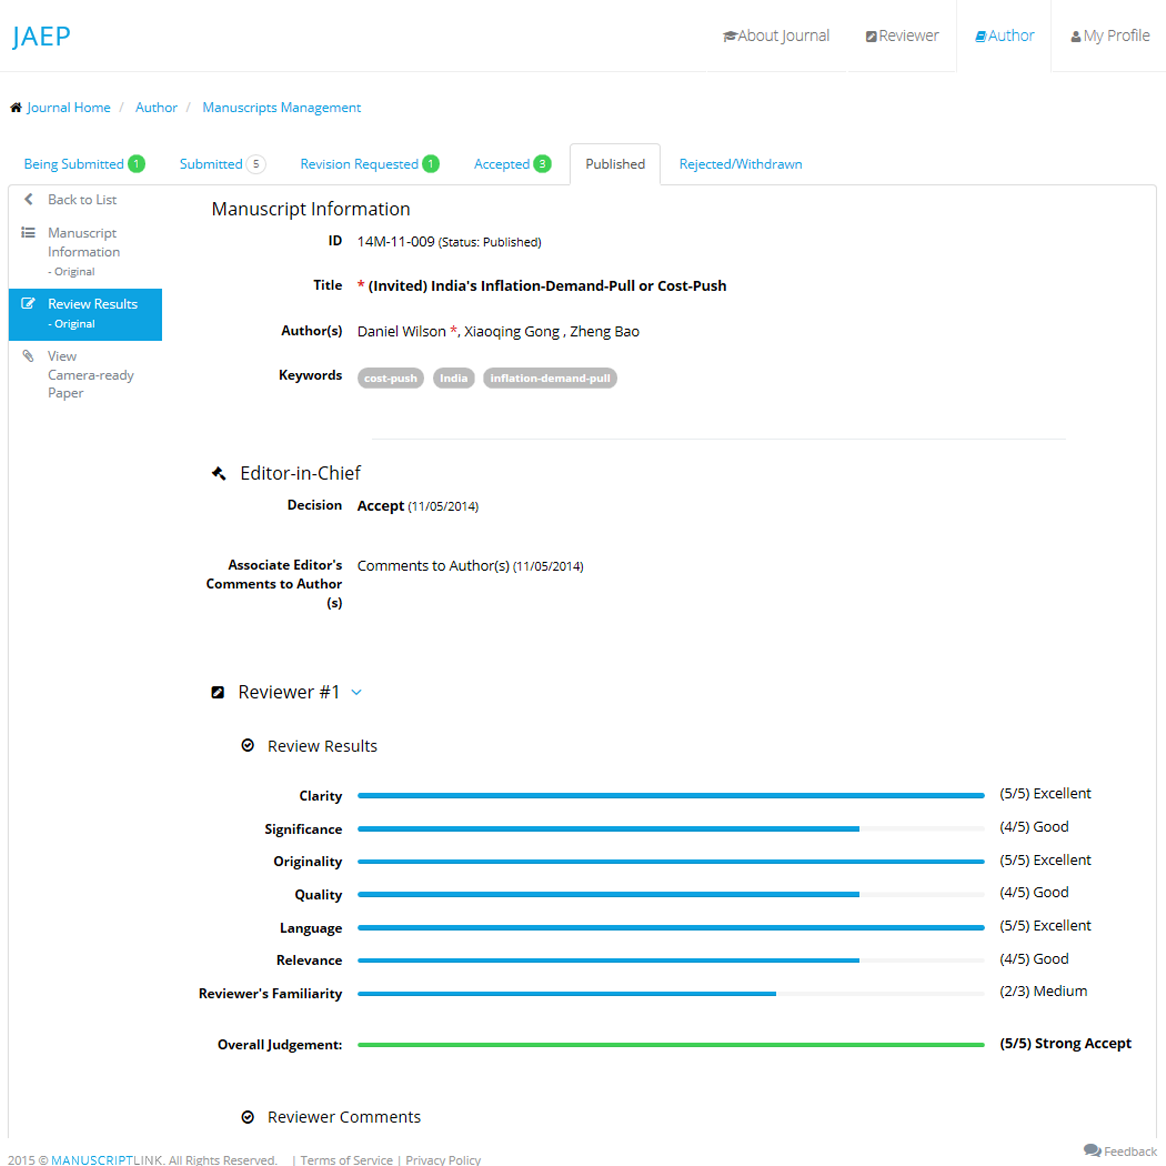 JAEP
About Journal
Reviewer
Author
My Profile
Journal Home / Author / Manuscripts Management
Being Submitted 1
Submitted 5
Revision Requested 1
Accepted 3
Published
Rejected/Withdrawn
Back to List
Manuscript
Information
- Original
Review Results
- Original
View
Camera-ready
Paper
Manuscript Information
ID 14M-11-009 (Status: Published)
Title * (Invited) India's Inflation-Demand-Pull or Cost-Push
Author(s) Daniel Wilson *, Xiaoqing Gong , Zheng Bao
Keywords cost-push India inflation-demand-pull
Editor-in-Chief
Decision Accept (11/05/2014)
Associate Editor's
Comments to Author
(s)
Comments to Author(s) (11/05/2014)
Reviewer #1
Review Results
Clarity (5/5) Excellent
Significance (4/5) Good
Originality (5/5) Excellent
Quality (4/5) Good
Language (5/5) Excellent
Relevance (4/5) Good
Reviewer's Familiarity (2/3) Medium
Overall Judgement: (5/5) Strong Accept
Reviewer Comments
Feedback
2015 © MANUSCRIPTLINK. All Rights Reserved. | Terms of Service | Privacy Policy